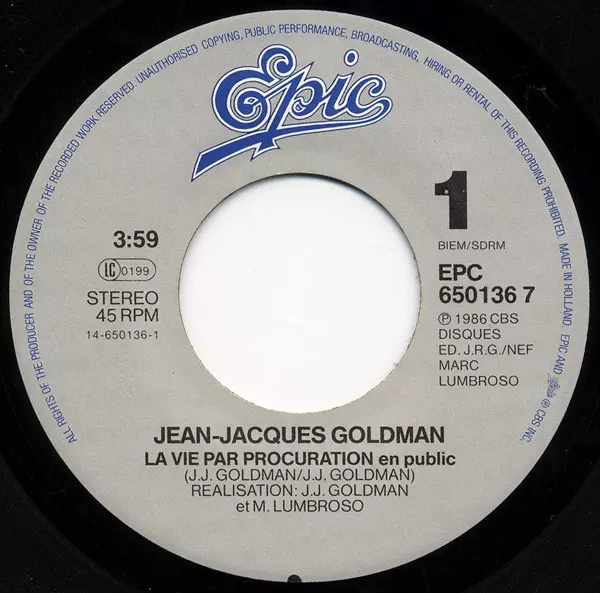 ALL RIGHTS OF THE PRODUCER AND OF THE OWNER OF THE RECORDED WORK RESERVED. UNAUTHORISED COPYING, PUBLIC PERFORMANCE, BROADCASTING, HIRING OR RENTAL OF THIS RECORDING PROHIBITED. MADE IN HOLLAND. EPIC AND Epic ® CBS INC.
Epic
1
BIEM/SDRM
3:59
LC 0199
STEREO
45 RPM
14-650136-1
EPC
650136 7
℗ 1986 CBS
DISQUES
ED. J.R.G./NEF
MARC
LUMBROSO
JEAN-JACQUES GOLDMAN
LA VIE PAR PROCURATION en public
(J.J. GOLDMAN/J.J. GOLDMAN)
REALISATION: J.J. GOLDMAN
et M. LUMBROSO